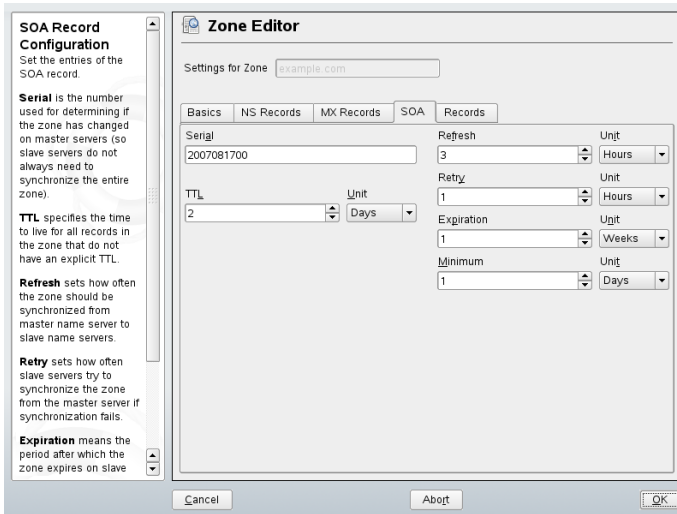 SOA Record
Configuration
Set the entries of the
SOA record.
Serial is the number
used for determining if
the zone has changed
on master servers (so
slave servers do not
always need to
synchronize the entire
zone).
TTL specifies the time
to live for all records in
the zone that do not
have an explicit TTL.
Refresh sets how often
the zone should be
synchronized from
master name server to
slave name servers.
Retry sets how often
slave servers try to
synchronize the zone
from the master server if
synchronization fails.
Expiration means the
period after which the
zone expires on slave
Zone Editor
Settings for Zone example.com
Basics NS Records MX Records SOA Records
Serial
2007081700
TTL Unit
2 Days
Refresh Unit
3 Hours
Retry Unit
1 Hours
Expiration Unit
1 Weeks
Minimum Unit
1 Days
Cancel Abort OK